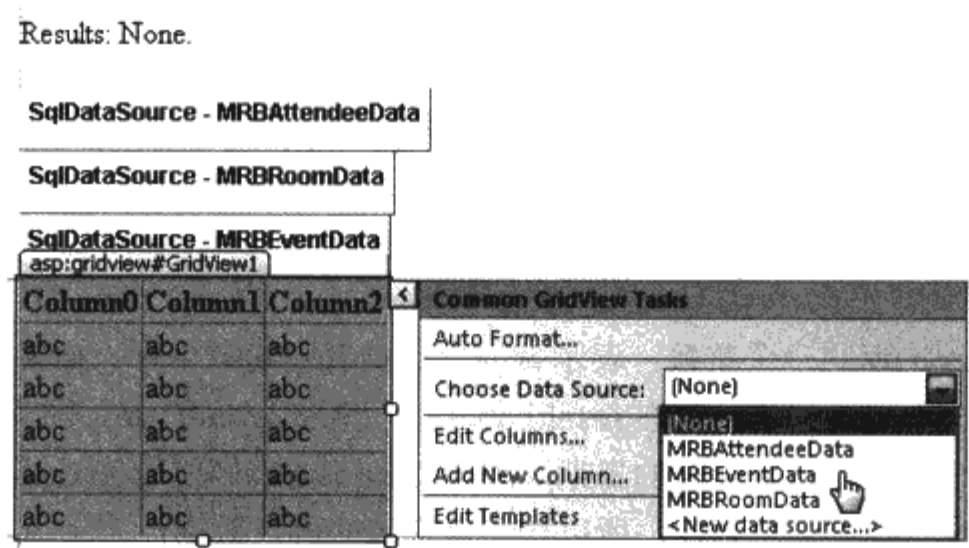 Results: None.
SqlDataSource - MRBAttendeeData
SqlDataSource - MRBRoomData
SqlDataSource - MRBEventData
asp:gridview#GridView1
Column0 Column1 Column2
abc abc abc
abc abc abc
abc abc abc
abc abc abc
abc abc abc
<
Common GridView Tasks
Auto Format...
Choose Data Source: (None)
(None)
MRBAttendeeData
MRBEventData
MRBRoomData
<New data source...>
Edit Columns...
Add New Column...
Edit Templates